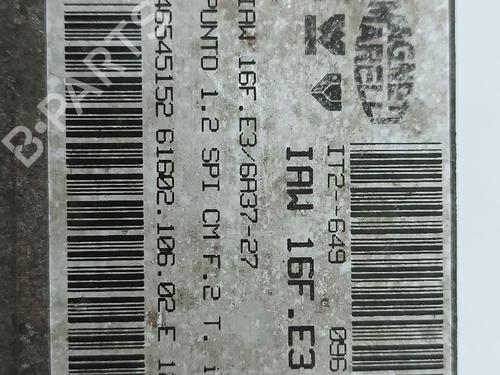 MAGNETI
MARELLI
IT2--649 096
IAW 16F.E3
IAW 16F.E3/6A37-27
PUNTO 1.2 SPI CM F.2 T.
46545152 61602.106.02 E
B-PARTS